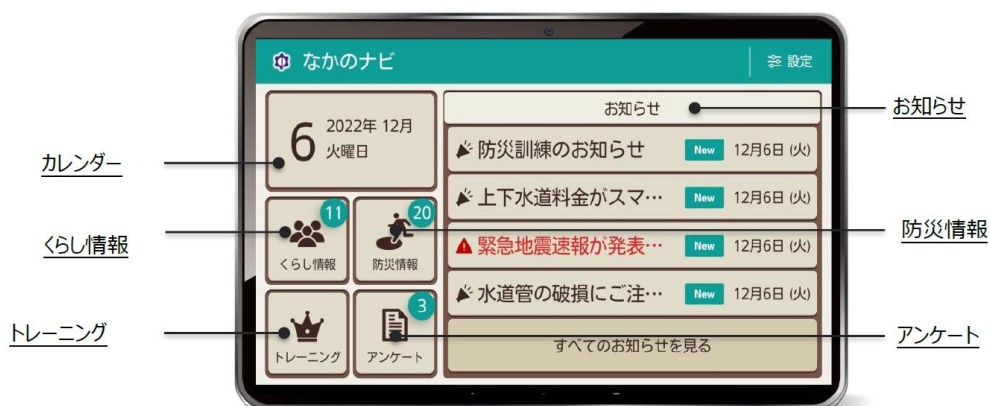 なかのナビ
設定
6
2022年 12月
火曜日
お知らせ
防災訓練のお知らせ New 12月6日 (火)
上下水道料金がスマ… New 12月6日 (火)
緊急地震速報が発表… New 12月6日 (火)
水道管の破損にご注… New 12月6日 (火)
すべてのお知らせを見る
11
くらし情報
20
防災情報
トレーニング
3
アンケート
カレンダー
くらし情報
トレーニング
お知らせ
防災情報
アンケート